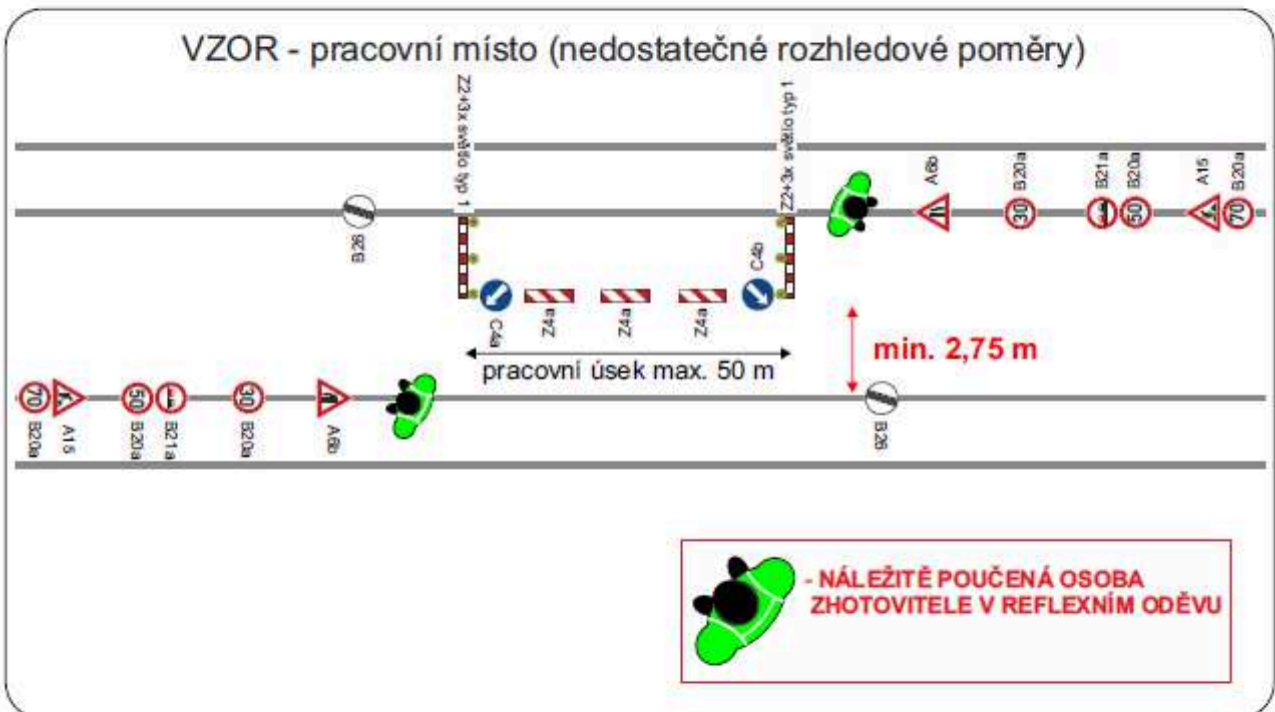 VZOR - pracovní místo (nedostatečné rozhledové poměry)
Z2+3x světlo typ 1
Z2+3x světlo typ 1
A6b
B20a
B21a
B20a
A15
B20a
30
50
70
B26
C4a
Z4a
Z4a
Z4a
C4b
pracovní úsek max. 50 m
min. 2,75 m
70
50
30
B20a
A15
B20a
B21a
B20a
A6b
B26
- NÁLEŽITĚ POUČENÁ OSOBA
ZHOTOVITELE V REFLEXNÍM ODĚVU